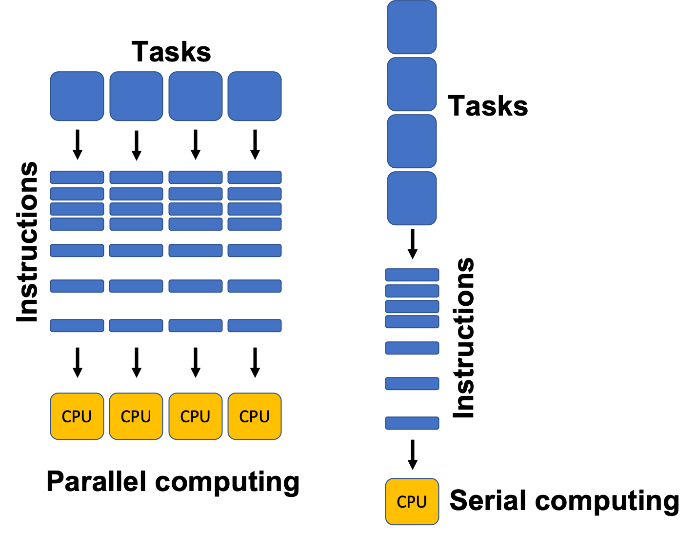 Tasks
Instructions
CPU
CPU
CPU
CPU
Parallel computing
Tasks
Instructions
CPU
Serial computing